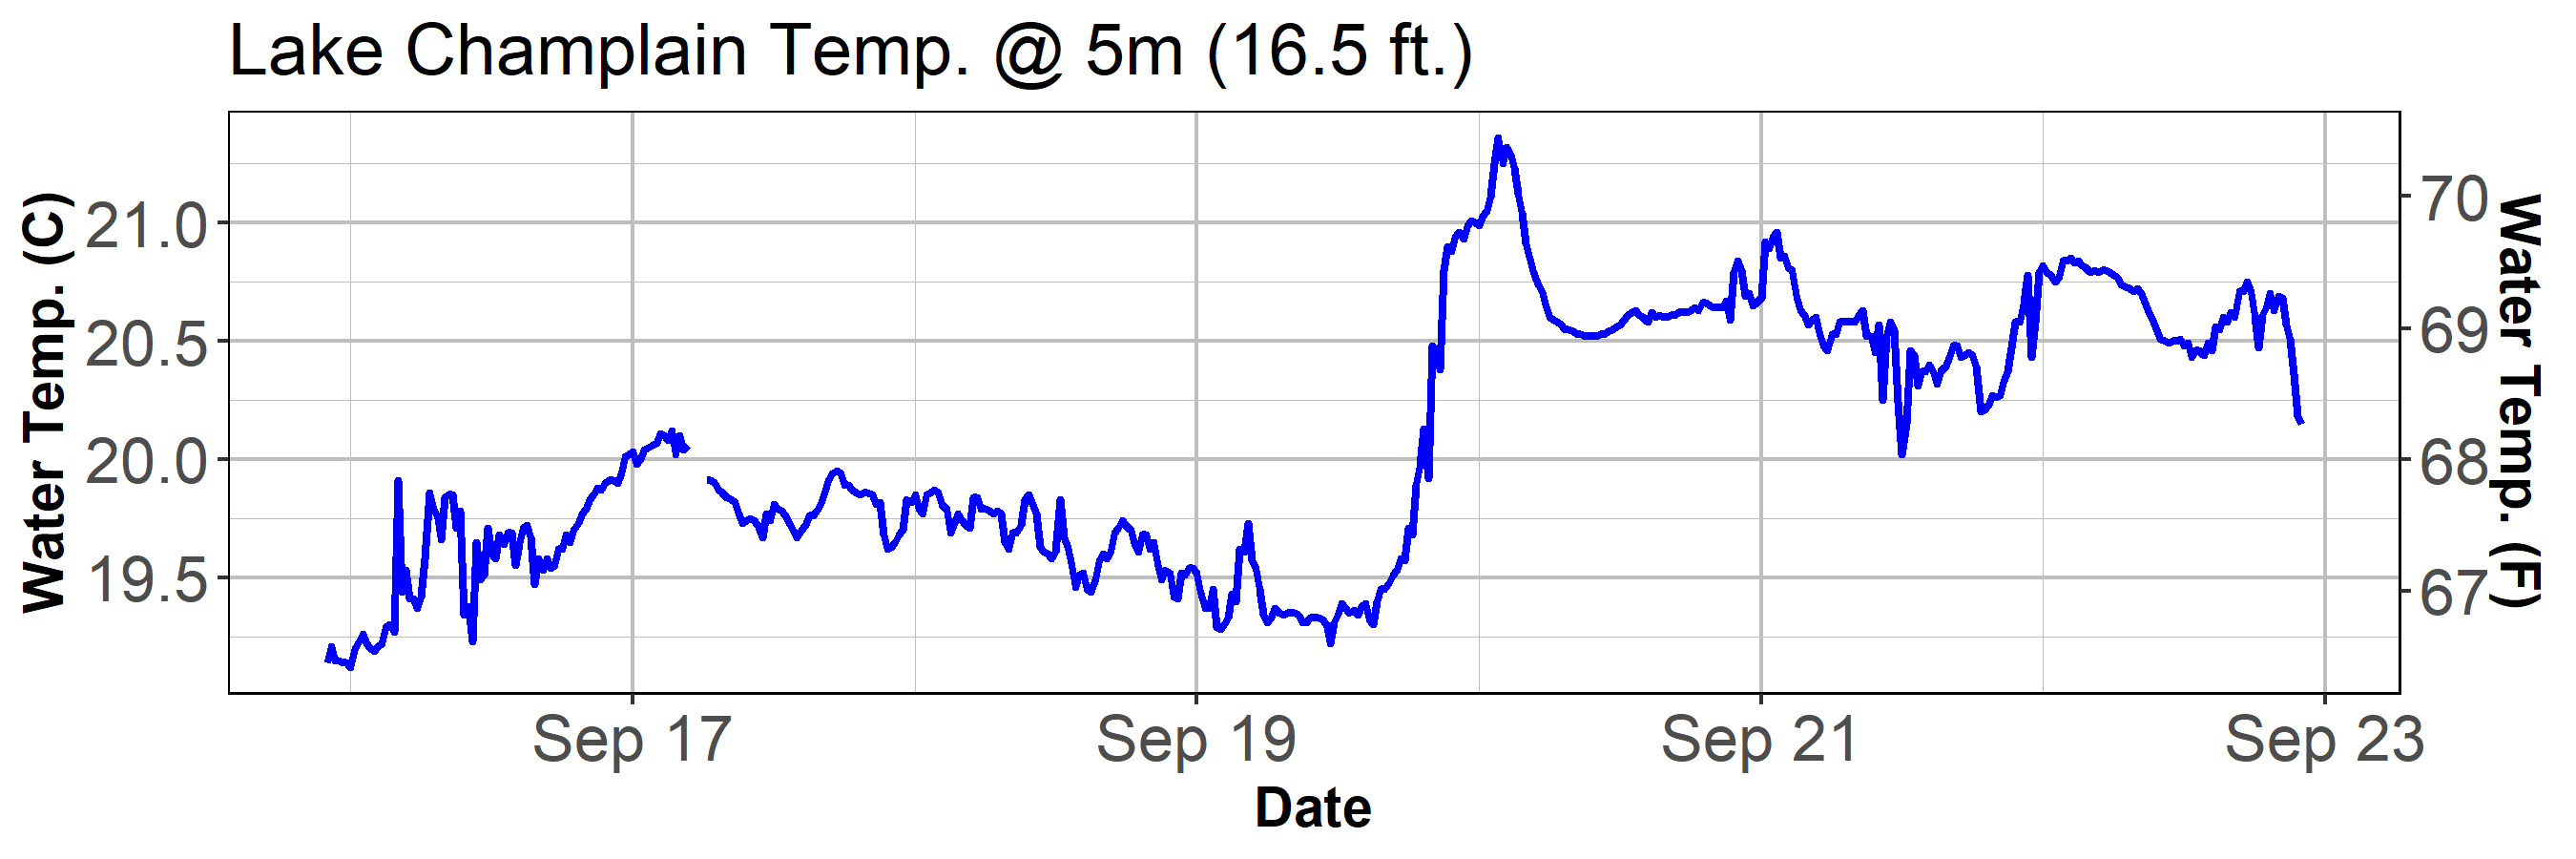 Lake Champlain Temp. @ 5m (16.5 ft.)
Water Temp. (C)
21.0
20.5
20.0
19.5
70
69
68
67
Water Temp. (F)
Sep 17
Sep 19
Sep 21
Sep 23
Date